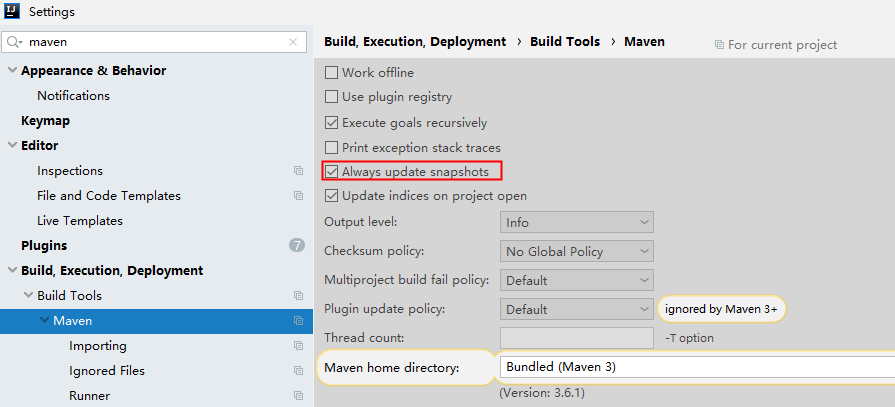 Settings
maven
Appearance & Behavior
Notifications
Keymap
Editor
Inspections
File and Code Templates
Live Templates
Plugins 7
Build, Execution, Deployment
Build Tools
Maven
Importing
Ignored Files
Runner
Build, Execution, Deployment › Build Tools › Maven For current project
Work offline
Use plugin registry
Execute goals recursively
Print exception stack traces
Always update snapshots
Update indices on project open
Output level: Info
Checksum policy: No Global Policy
Multiproject build fail policy: Default
Plugin update policy: Default ignored by Maven 3+
Thread count: -T option
Maven home directory: Bundled (Maven 3)
(Version: 3.6.1)